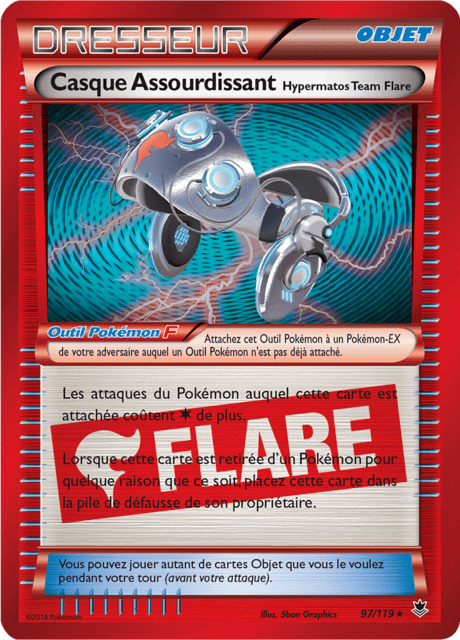 DRESSEUR OBJET
Casque Assourdissant Hypermatos Team Flare
Outil Pokémon F Attachez cet Outil Pokémon à un Pokémon-EX
de votre adversaire auquel un Outil Pokémon n'est pas déjà attaché.
Les attaques du Pokémon auquel cette carte est
attachée coûtent de plus.
FLARE
Lorsque cette carte est retirée d'un Pokémon pour
quelque raison que ce soit, placez cette carte dans
la pile de défausse de son propriétaire.
Vous pouvez jouer autant de cartes Objet que vous le voulez
pendant votre tour (avant votre attaque).
©2014 Pokémon Illus. 5ban Graphics 97/119 ★